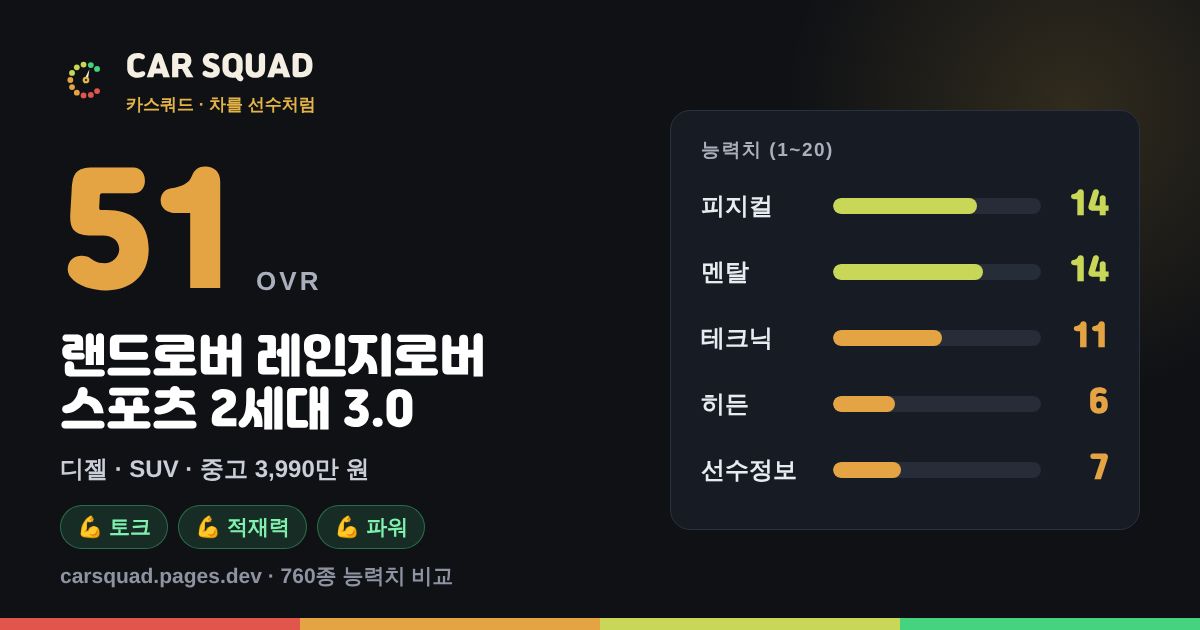 CAR SQUAD
카스쿼드 · 차를 선수처럼
51 OVR
랜드로버 레인지로버
스포츠 2세대 3.0
디젤 · SUV · 중고 3,990만 원
💪 토크 💪 적재력 💪 파워
carsquad.pages.dev · 760종 능력치 비교
능력치 (1~20)
피지컬 14
멘탈 14
테크닉 11
히든 6
선수정보 7